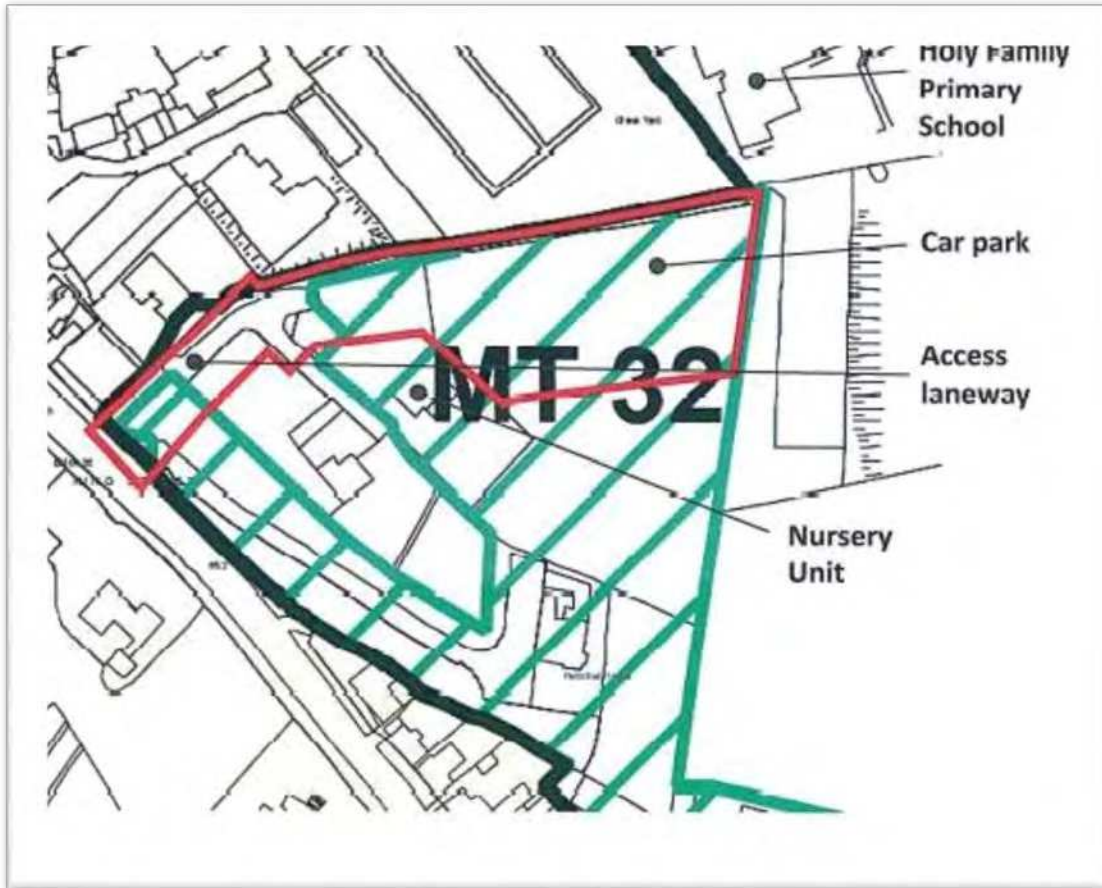 Holy Family
Primary
School
Car park
MT 32
Access
laneway
Nursery
Unit